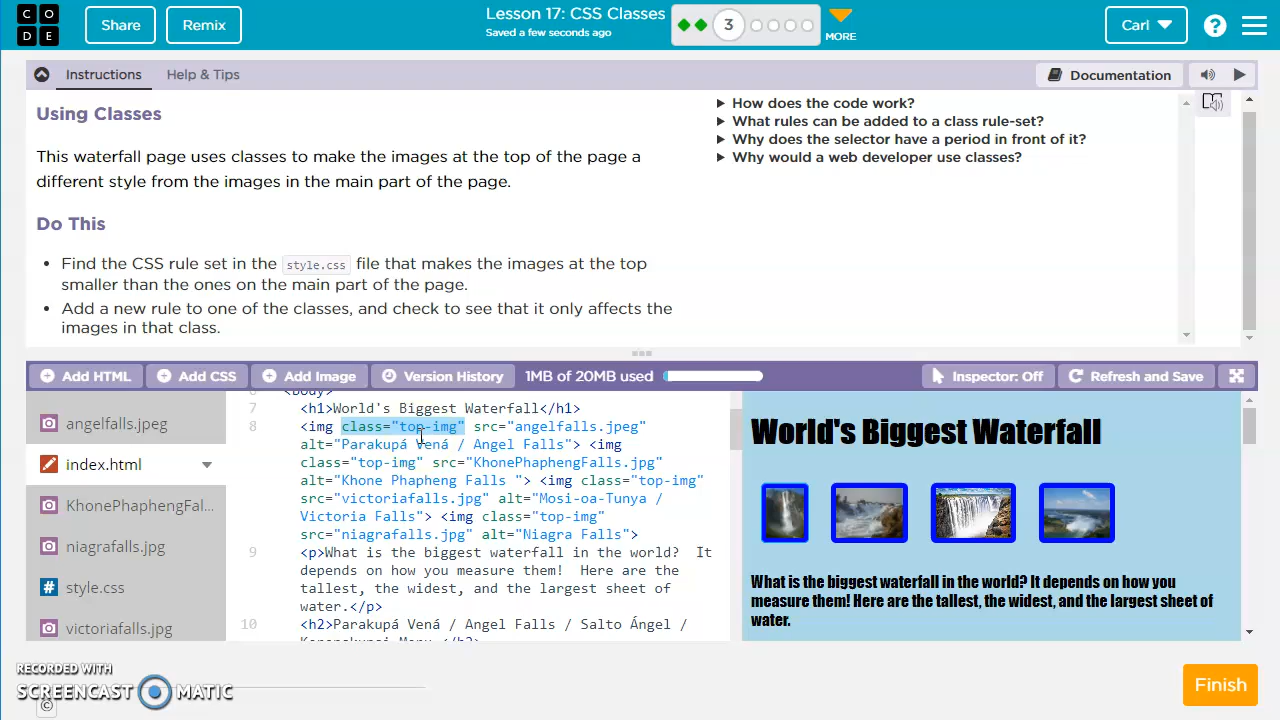 CO
DE
Share
Remix
Lesson 17: CSS Classes
Saved a few seconds ago
3
MORE
Carl
?
Instructions
Help & Tips
Documentation
Using Classes
This waterfall page uses classes to make the images at the top of the page a
different style from the images in the main part of the page.
Do This
• Find the CSS rule set in the style.css file that makes the images at the top
smaller than the ones on the main part of the page.
• Add a new rule to one of the classes, and check to see that it only affects the
images in that class.
How does the code work?
What rules can be added to a class rule-set?
Why does the selector have a period in front of it?
Why would a web developer use classes?
Add HTML
Add CSS
Add Image
Version History
1MB of 20MB used
Inspector: Off
Refresh and Save
angelfalls.jpeg
index.html
KhonePhaphengFal...
niagrafalls.jpg
style.css
victoriafalls.jpg
6 <body>
7 <h1>World's Biggest Waterfall</h1>
8 <img class="top-img" src="angelfalls.jpeg"
alt="Parakupá Vená / Angel Falls"> <img
class="top-img" src="KhonePhaphengFalls.jpg"
alt="Khone Phapheng Falls "> <img class="top-img"
src="victoriafalls.jpg" alt="Mosi-oa-Tunya /
Victoria Falls"> <img class="top-img"
src="niagrafalls.jpg" alt="Niagra Falls">
9 <p>What is the biggest waterfall in the world?  It
depends on how you measure them!  Here are the
tallest, the widest, and the largest sheet of
water.</p>
10 <h2>Parakupá Vená / Angel Falls / Salto Ángel /
World's Biggest Waterfall
What is the biggest waterfall in the world? It depends on how you
measure them! Here are the tallest, the widest, and the largest sheet of
water.
RECORDED WITH
SCREENCAST MATIC
©
Finish